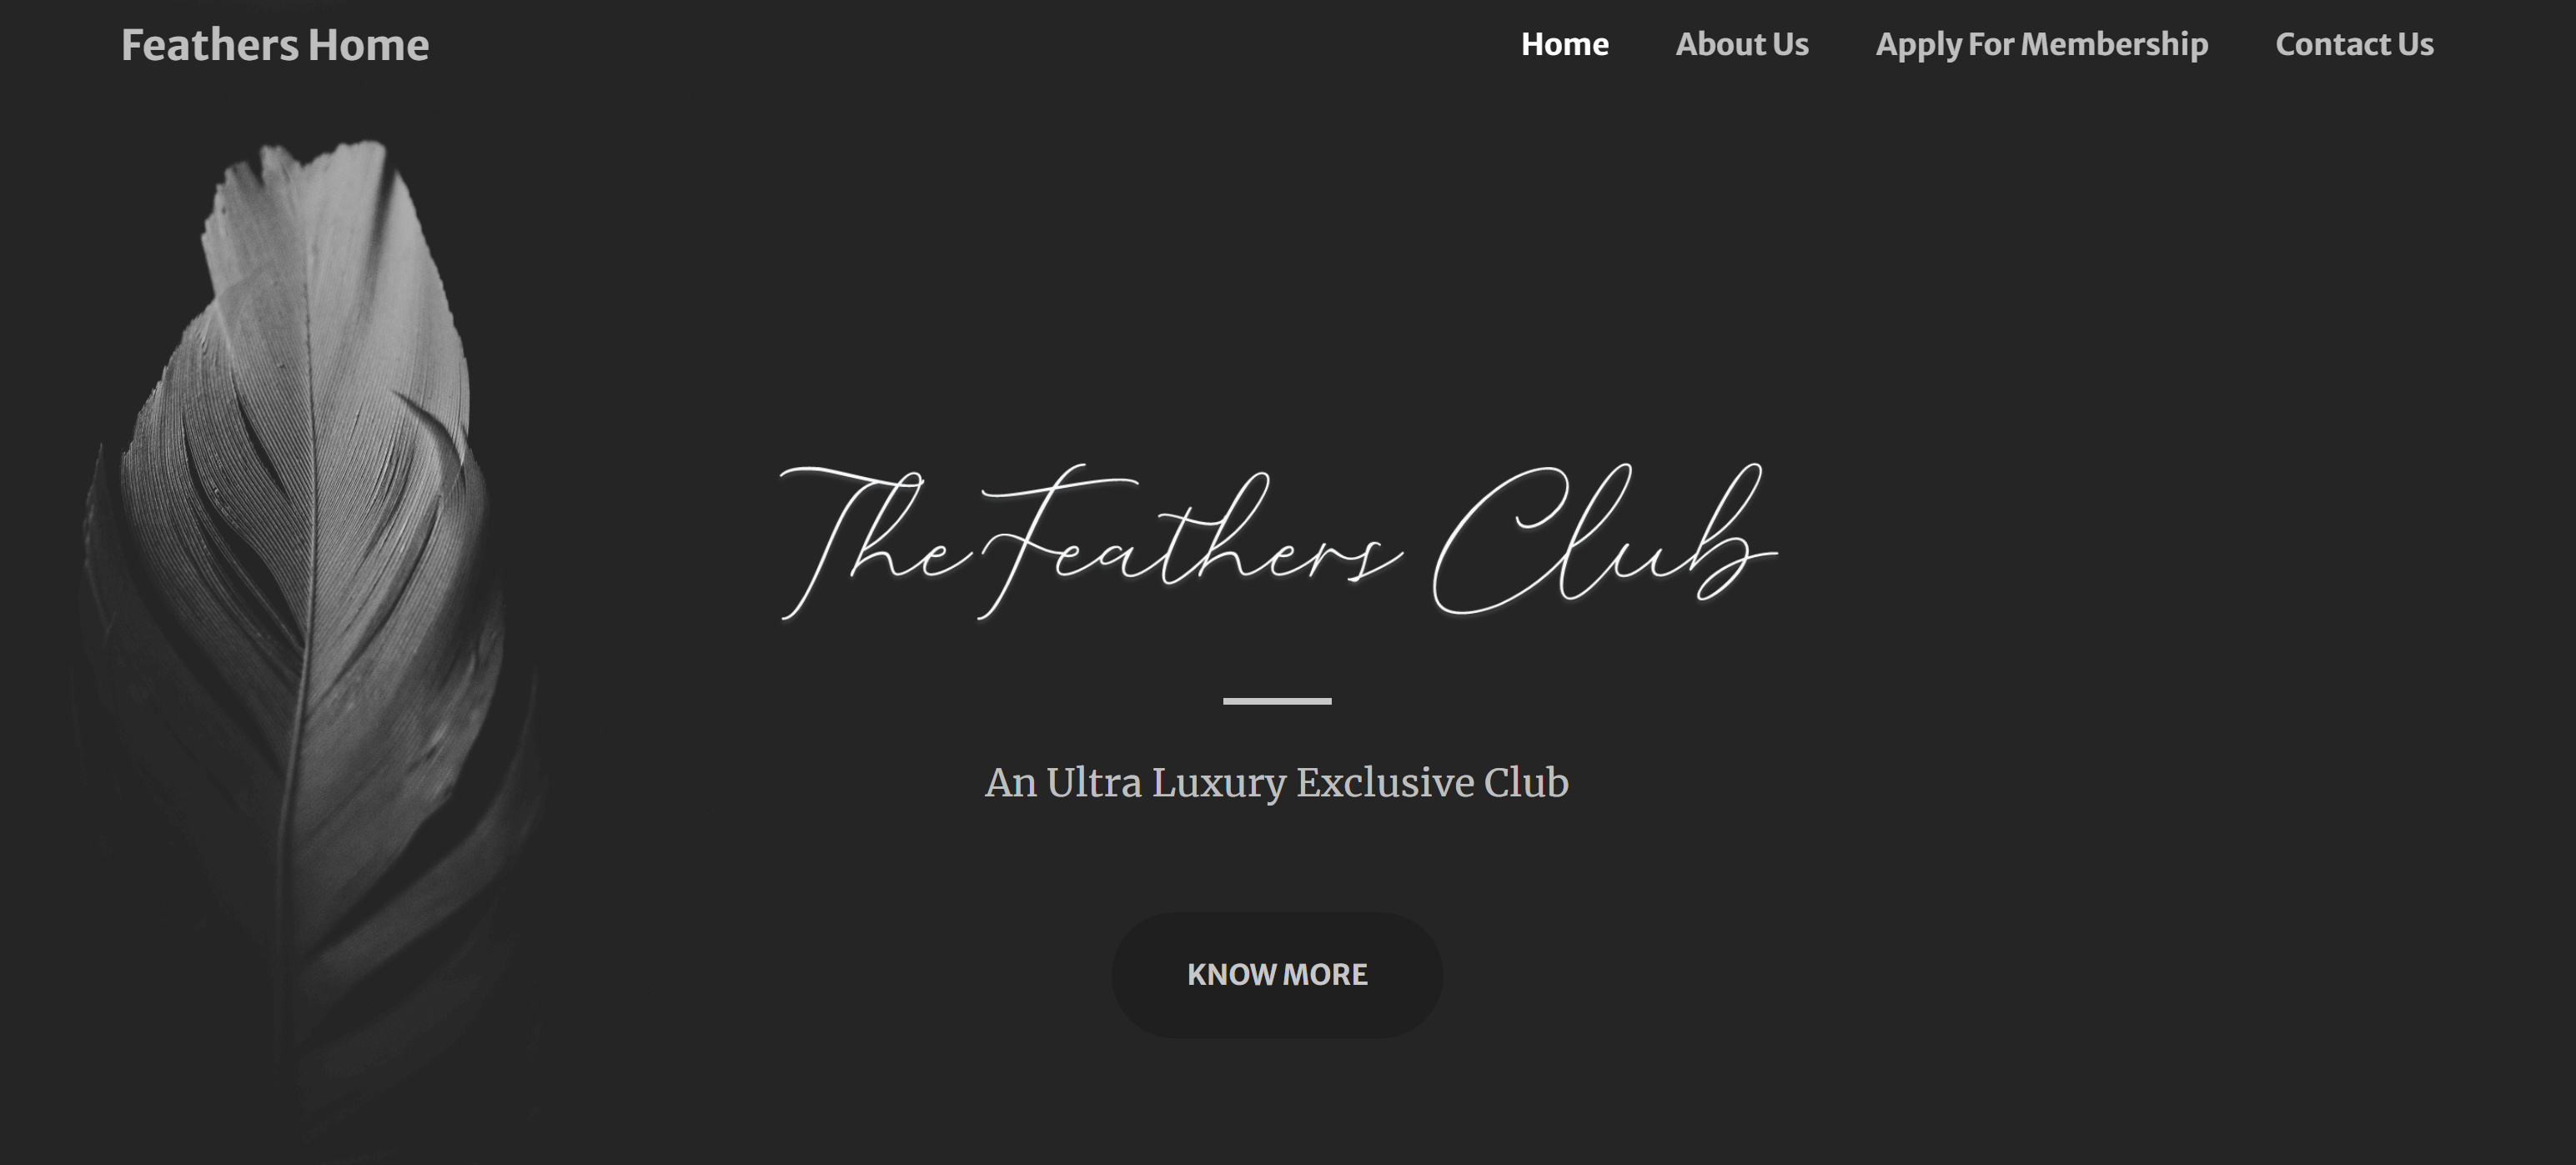 Feathers Home
Home About Us Apply For Membership Contact Us
The Feathers Club
An Ultra Luxury Exclusive Club
KNOW MORE